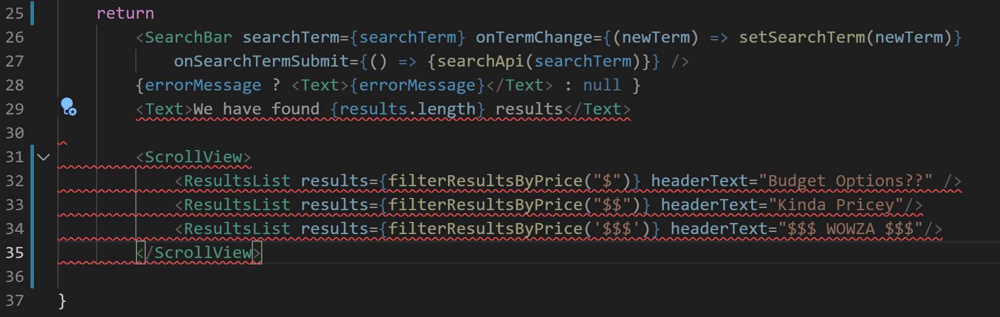 25 return
26 <SearchBar searchTerm={searchTerm} onTermChange={(newTerm) => setSearchTerm(newTerm)}
27 onSearchTermSubmit={() => {searchApi(searchTerm)}} />
28 {errorMessage ? <Text>{errorMessage}</Text> : null }
29 <Text>We have found {results.length} results</Text>
30
31 <ScrollView>
32 <ResultsList results={filterResultsByPrice("$")} headerText="Budget Options??" />
33 <ResultsList results={filterResultsByPrice("$$")} headerText="Kinda Pricey"/>
34 <ResultsList results={filterResultsByPrice('$$$')} headerText="$$$ WOWZA $$$"/>
35 </ScrollView>
36
37 }